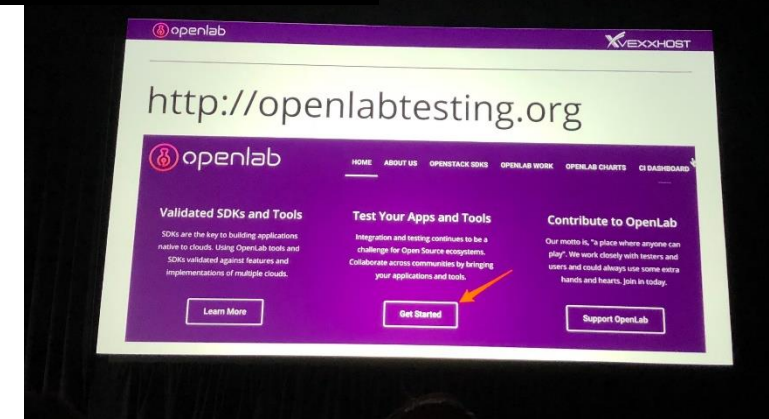 openlab
VEXXHOST
http://openlabtesting.org
openlab
HOME ABOUT US OPENSTACK SDKS OPENLAB WORK OPENLAB CHARTS CI DASHBOARD
Validated SDKs and Tools
SDKs are the key to building applications
native to clouds. Using OpenLab tools and
SDKs validated against features and
implementations of multiple clouds.
Learn More
Test Your Apps and Tools
Integration and testing continues to be a
challenge for Open Source ecosystems.
Collaborate across communities by bringing
your applications and tools.
Get Started
Contribute to OpenLab
Our motto is, "a place where anyone can
play". We work closely with testers and
users and could always use some extra
hands and hearts. Join in today.
Support OpenLab